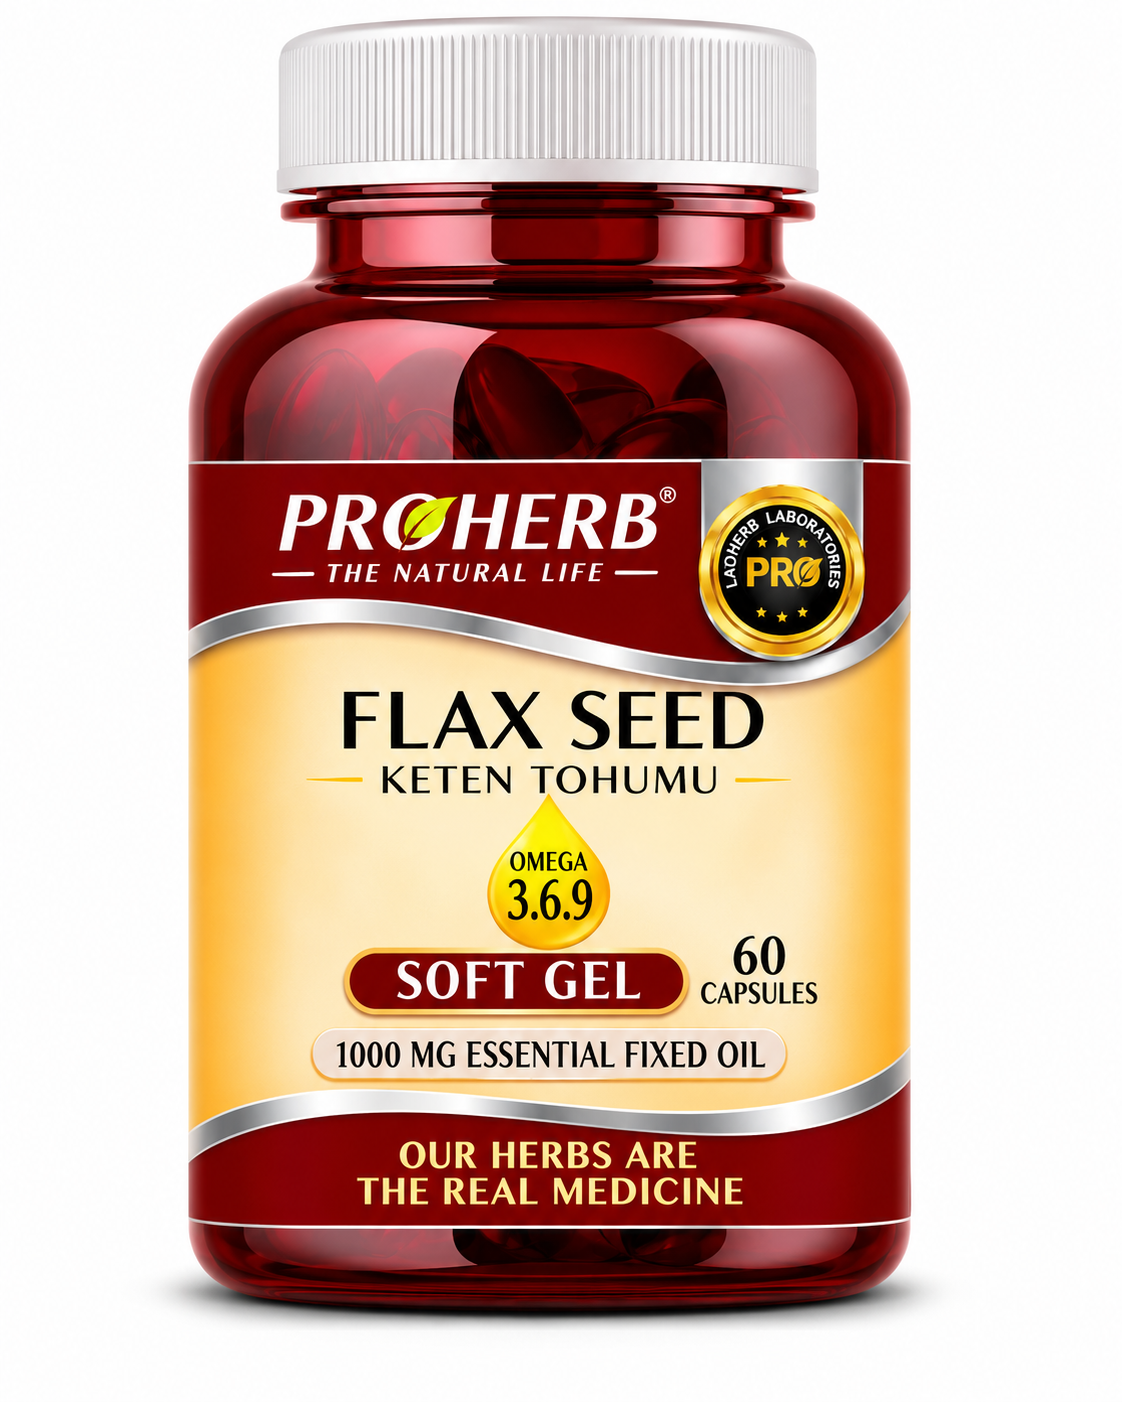 PROHERB®
THE NATURAL LIFE
LAOHERB LABORATORIES
PRO
FLAX SEED
KETEN TOHUMU
OMEGA
3.6.9
SOFT GEL
60
CAPSULES
1000 MG ESSENTIAL FIXED OIL
OUR HERBS ARE
THE REAL MEDICINE